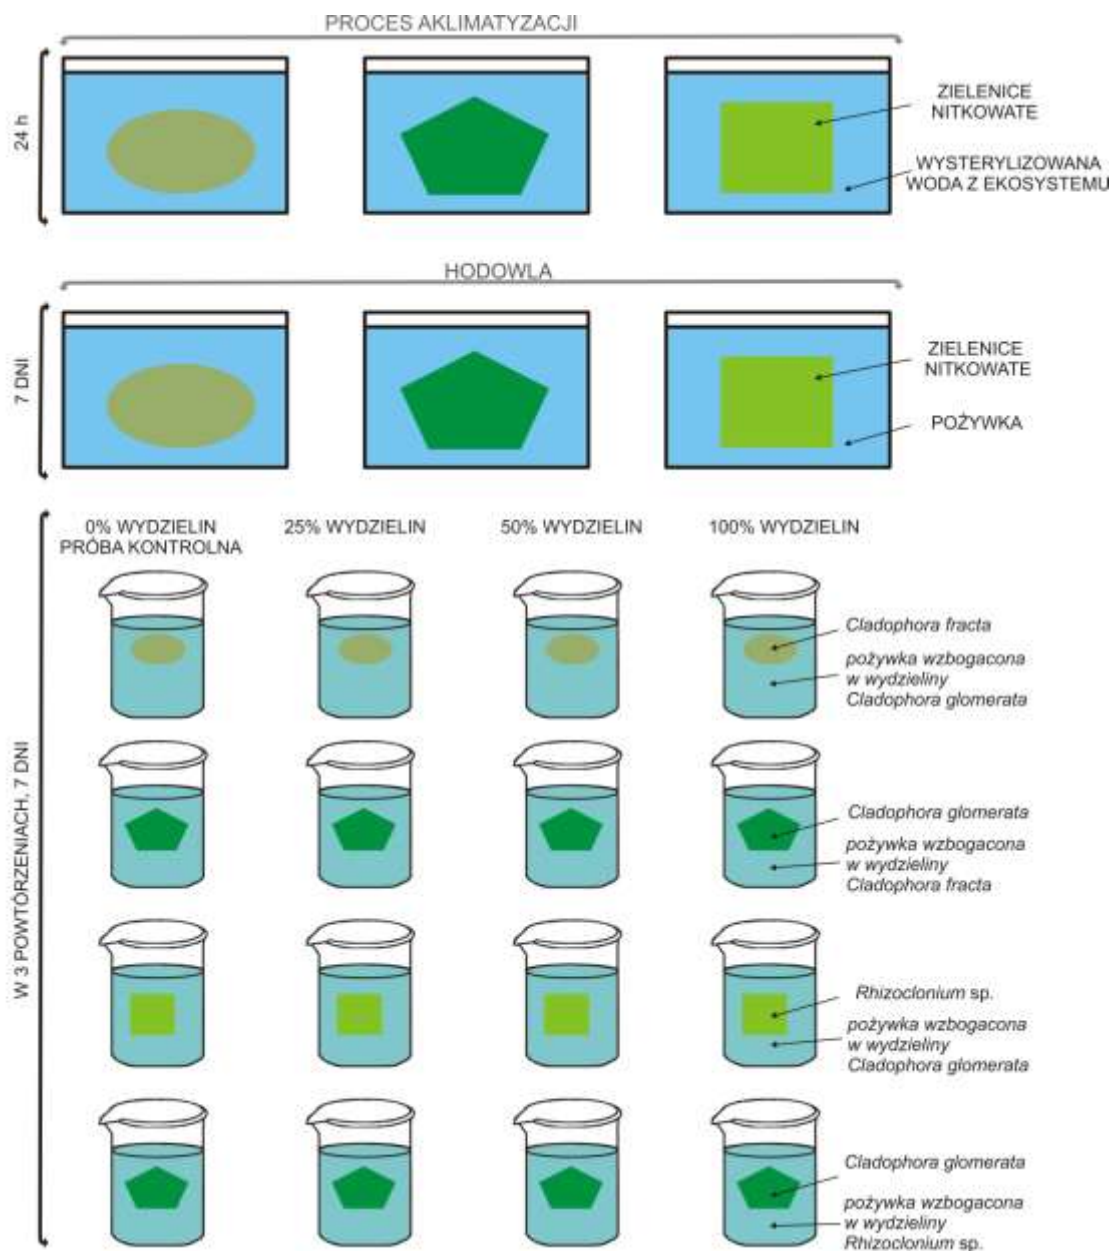 PROCES AKLIMATYZACJI
24 h
ZIELENICE
NITKOWATE
WYSTERYLIZOWANA
WODA Z EKOSYSTEMU
HODOWLA
7 DNI
ZIELENICE
NITKOWATE
POŻYWKA
0% WYDZIELIN
PRÓBA KONTROLNA
25% WYDZIELIN
50% WYDZIELIN
100% WYDZIELIN
W 3 POWTÓRZENIACH, 7 DNI
Cladophora fracta
pożywka wzbogacona
w wydzieliny
Cladophora glomerata
Cladophora glomerata
pożywka wzbogacona
w wydzieliny
Cladophora fracta
Rhizoclonium sp.
pożywka wzbogacona
w wydzieliny
Cladophora glomerata
Cladophora glomerata
pożywka wzbogacona
w wydzieliny
Rhizoclonium sp.